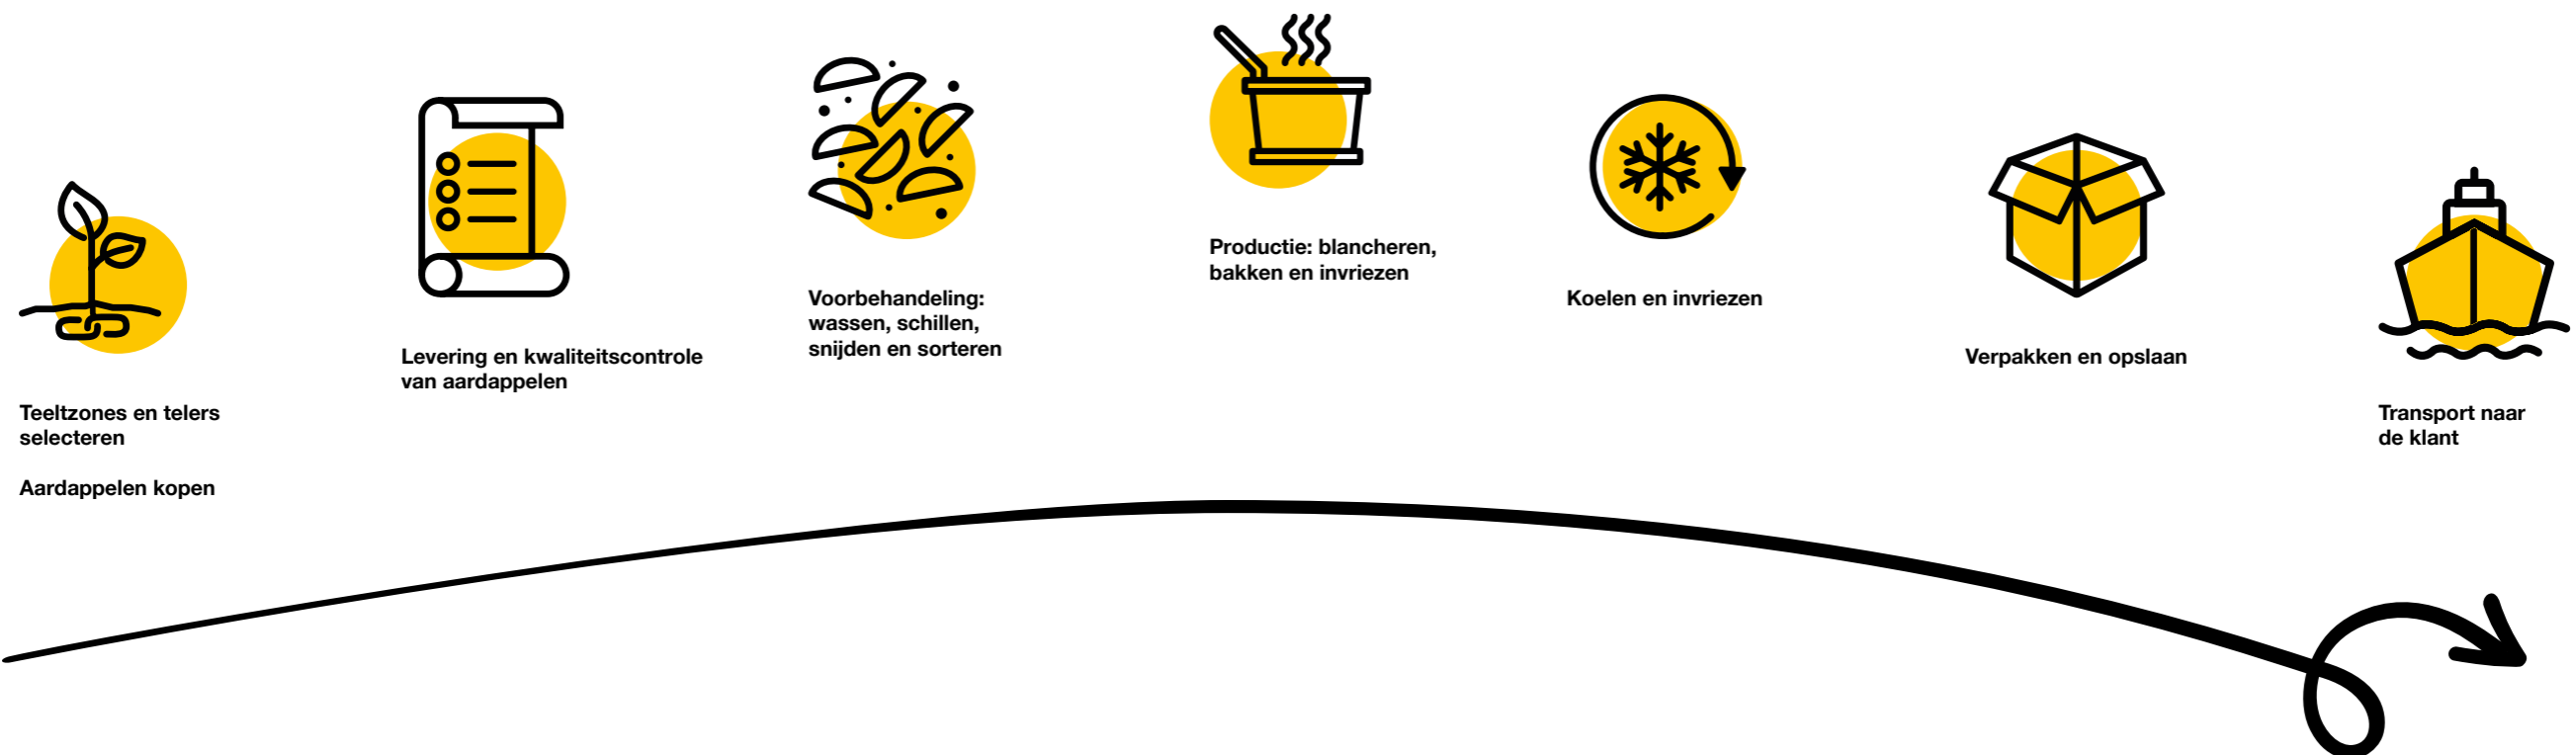 Teeltzones en telers
selecteren
Aardappelen kopen
Levering en kwaliteitscontrole
van aardappelen
Voorbehandeling:
wassen, schillen,
snijden en sorteren
Productie: blancheren,
bakken en invriezen
Koelen en invriezen
Verpakken en opslaan
Transport naar
de klant